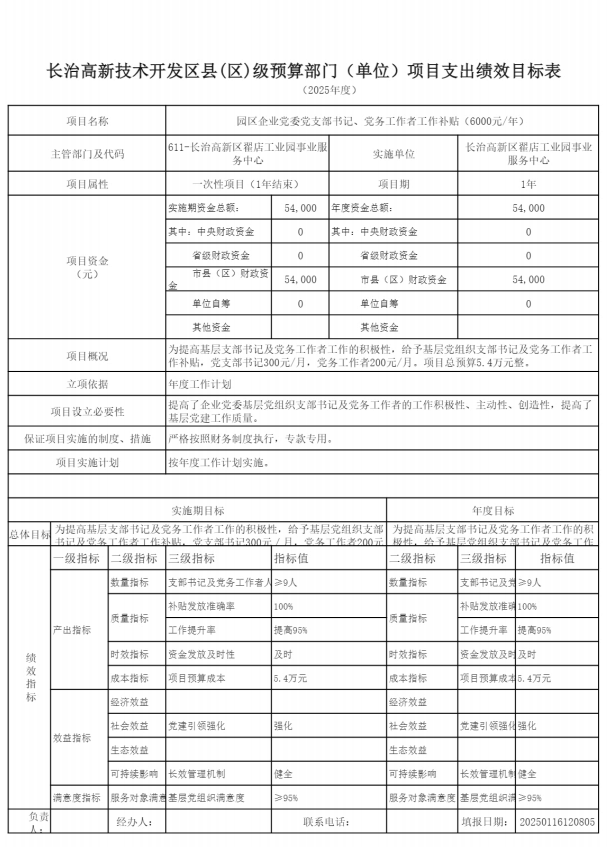 长治高新技术开发区县(区)级预算部门（单位）项目支出绩效目标表
（2025年度）
项目名称 园区企业党委党支部书记、党务工作者工作补贴（6000元/年）
主管部门及代码 611-长治高新区翟店工业园事业服务中心 实施单位 长治高新区翟店工业园事业服务中心
项目属性 一次性项目（1年结束） 项目期 1年
项目资金（元） 实施期资金总额： 54,000 年度资金总额： 54,000
其中：中央财政资金 0 其中：中央财政资金 0
省级财政资金 0 省级财政资金 0
市县（区）财政资金 54,000 市县（区）财政资金 54,000
单位自筹 0 单位自筹 0
其他资金 其他资金
项目概况 为提高基层支部书记及党务工作者工作的积极性，给予基层党组织支部书记及党务工作者工
作补贴，党支部书记300元/月，党务工作者200元/月。项目总预算5.4万元整。
立项依据 年度工作计划
项目设立必要性 提高了企业党委基层党组织支部书记及党务工作者的工作积极性、主动性、创造性，提高了
基层党建工作质量。
保证项目实施的制度、措施 严格按照财务制度执行，专款专用。
项目实施计划 按年度工作计划实施。
实施期目标 年度目标
总体目标 为提高基层支部书记及党务工作者工作的积极性，给予基层党组织支部 为提高基层支部书记及党务工作者工作的积
书记及党务工作者工作补贴，党支部书记300元／月，党务工作者200元 极性，给予基层党组织支部书记及党务工作
绩效指标 一级指标 二级指标 三级指标 指标值 二级指标 三级指标 指标值
产出指标 数量指标 支部书记及党务工作者人 ≥9人 数量指标 支部书记及党 ≥9人
质量指标 补贴发放准确率 100% 质量指标 补贴发放准确 100%
工作提升率 提高95% 工作提升率 提高95%
时效指标 资金发放及时性 及时 时效指标 资金发放及时 及时
成本指标 项目预算成本 5.4万元 成本指标 项目预算成本 5.4万元
效益指标 经济效益 经济效益
社会效益 党建引领强化 强化 社会效益 党建引领强化 强化
生态效益 生态效益
可持续影响 长效管理机制 健全 可持续影响 长效管理机制 健全
满意度指标 服务对象满意 基层党组织满意度 ≥95% 服务对象满意度 基层党组织满 ≥95%
负责人： 经办人： 联系电话： 填报日期： 20250116120805